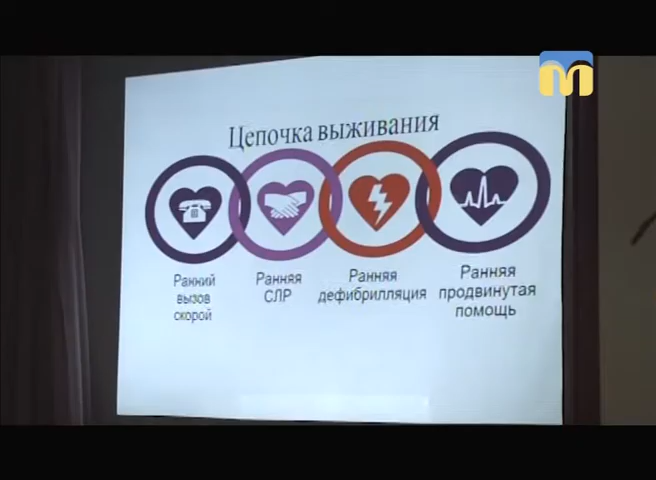 м
Цепочка выживания
Ранний
вызов
скорой
Ранняя
СЛР
Ранняя
дефибрилляция
Ранняя
продвинутая
помощь